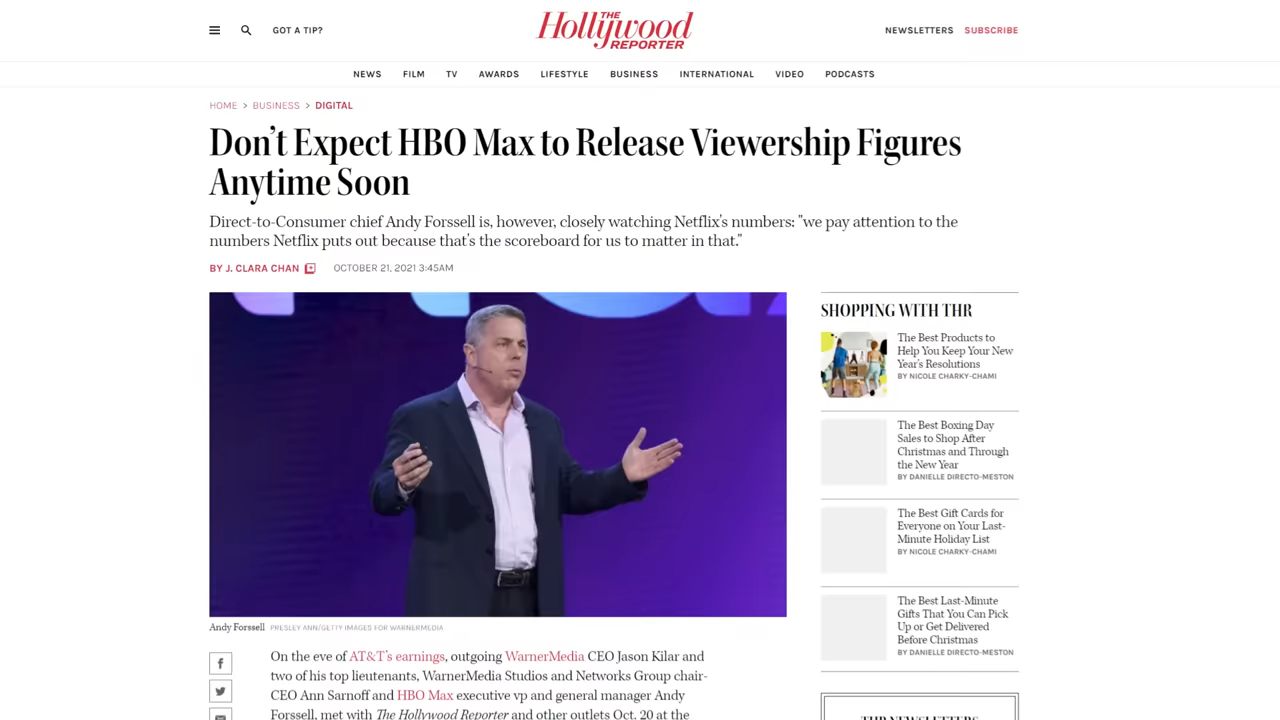 GOT A TIP?
THE
Hollywood
REPORTER
NEWSLETTERS SUBSCRIBE
NEWS FILM TV AWARDS LIFESTYLE BUSINESS INTERNATIONAL VIDEO PODCASTS
HOME > BUSINESS > DIGITAL
Don’t Expect HBO Max to Release Viewership Figures
Anytime Soon
Direct-to-Consumer chief Andy Forssell is, however, closely watching Netflix's numbers: "we pay attention to the
numbers Netflix puts out because that's the scoreboard for us to matter in that."
BY J. CLARA CHAN OCTOBER 21, 2021 3:45AM
Andy Forssell PRESLEY ANN/GETTY IMAGES FOR WARNERMEDIA
On the eve of AT&T’s earnings, outgoing WarnerMedia CEO Jason Kilar and
two of his top lieutenants, WarnerMedia Studios and Networks Group chair-
CEO Ann Sarnoff and HBO Max executive vp and general manager Andy
Forssell, met with The Hollywood Reporter and other outlets Oct. 20 at the
SHOPPING WITH THR
The Best Products to
Help You Keep Your New
Year’s Resolutions
BY NICOLE CHARKY-CHAMI
The Best Boxing Day
Sales to Shop After
Christmas and Through
the New Year
BY DANIELLE DIRECTO-MESTON
The Best Gift Cards for
Everyone on Your Last-
Minute Holiday List
BY NICOLE CHARKY-CHAMI
The Best Last-Minute
Gifts That You Can Pick
Up or Get Delivered
Before Christmas
BY DANIELLE DIRECTO-MESTON
THR NEWSLETTERS